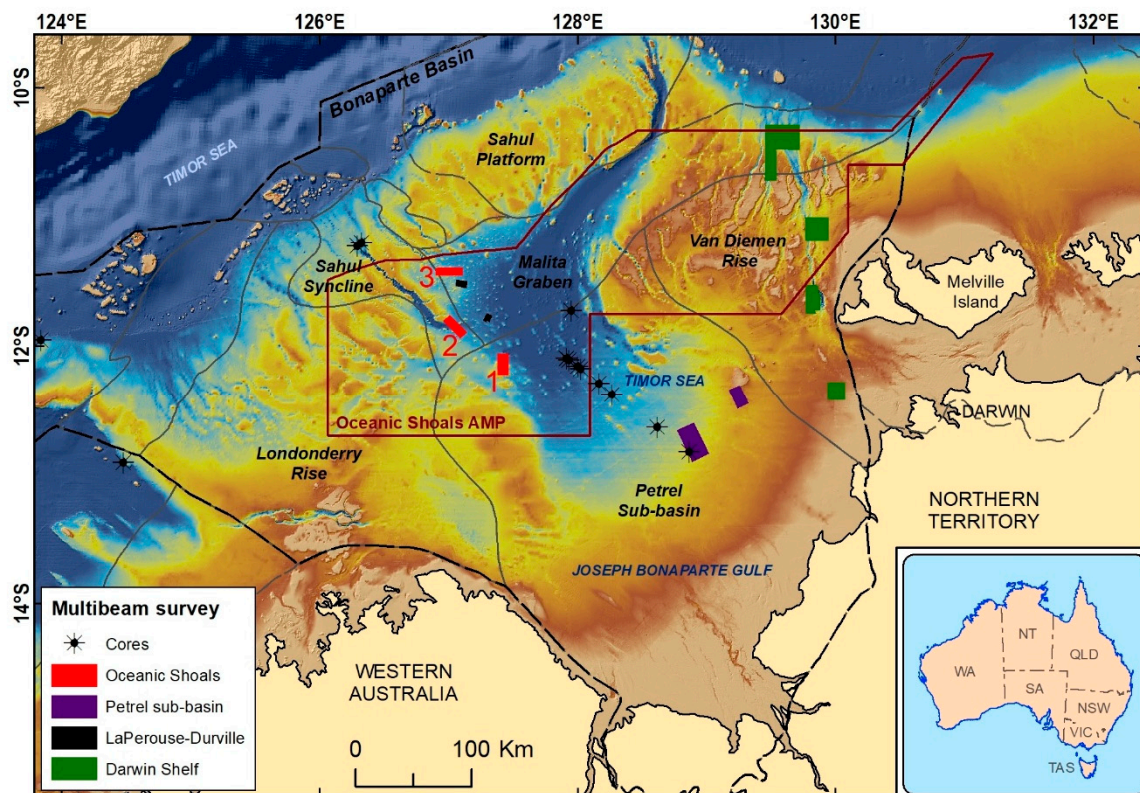 124°E
126°E
128°E
130°E
132°E
10°S
12°S
14°S
Bonaparte Basin
TIMOR SEA
Sahul
Platform
Sahul
Syncline
Malita
Graben
Van Diemen
Rise
Melville
Island
3
2
1
TIMOR SEA
Oceanic Shoals AMP
DARWIN
Londonderry
Rise
Petrel
Sub-basin
NORTHERN
TERRITORY
JOSEPH BONAPARTE GULF
WESTERN
AUSTRALIA
0 100 Km
Multibeam survey
Cores
Oceanic Shoals
Petrel sub-basin
LaPerouse-Durville
Darwin Shelf
NT
QLD
WA
SA
NSW
VIC
TAS